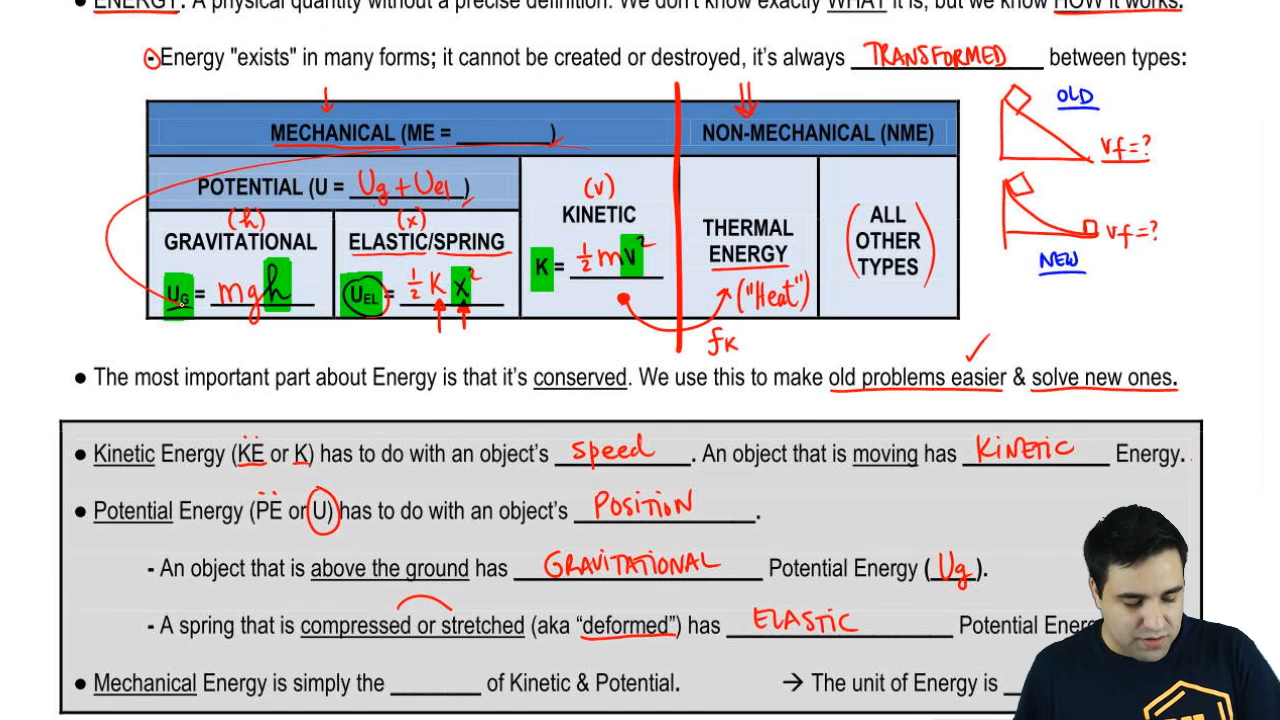 ● ENERGY: A physical quantity without a precise definition. We don't know exactly WHAT it is, but we know HOW it works.
- Energy "exists" in many forms; it cannot be created or destroyed, it's always TRANSFORMED between types:
OLD
MECHANICAL (ME = ________)
NON-MECHANICAL (NME)
vf=?
POTENTIAL (U = Ug + Uel)
(h)
GRAVITATIONAL
UG = mgh
(x)
ELASTIC/SPRING
UEL = ½ K x²
(v)
KINETIC
K = ½ mv²
THERMAL
ENERGY
("Heat")
fK
(ALL
OTHER
TYPES)
vf=?
NEW
● The most important part about Energy is that it's conserved. We use this to make old problems easier & solve new ones.
● Kinetic Energy (KE or K) has to do with an object's speed. An object that is moving has KINETIC Energy.
● Potential Energy (PE or U) has to do with an object's POSITION.
- An object that is above the ground has GRAVITATIONAL Potential Energy (Ug).
- A spring that is compressed or stretched (aka "deformed") has ELASTIC Potential
● Mechanical Energy is simply the ________ of Kinetic & Potential. → The unit of Energy is